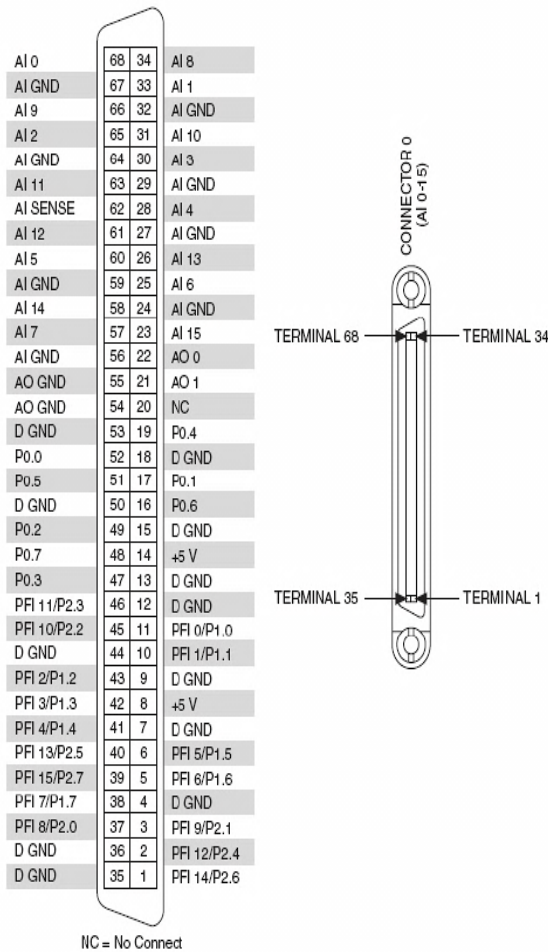 AI 0 68 34 AI 8
AI GND 67 33 AI 1
AI 9 66 32 AI GND
AI 2 65 31 AI 10
AI GND 64 30 AI 3
AI 11 63 29 AI GND
AI SENSE 62 28 AI 4
AI 12 61 27 AI GND
AI 5 60 26 AI 13
AI GND 59 25 AI 6
AI 14 58 24 AI GND
AI 7 57 23 AI 15
AI GND 56 22 AO 0
AO GND 55 21 AO 1
AO GND 54 20 NC
D GND 53 19 P0.4
P0.0 52 18 D GND
P0.5 51 17 P0.1
D GND 50 16 P0.6
P0.2 49 15 D GND
P0.7 48 14 +5 V
P0.3 47 13 D GND
PFI 11/P2.3 46 12 D GND
PFI 10/P2.2 45 11 PFI 0/P1.0
D GND 44 10 PFI 1/P1.1
PFI 2/P1.2 43 9 D GND
PFI 3/P1.3 42 8 +5 V
PFI 4/P1.4 41 7 D GND
PFI 13/P2.5 40 6 PFI 5/P1.5
PFI 15/P2.7 39 5 PFI 6/P1.6
PFI 7/P1.7 38 4 D GND
PFI 8/P2.0 37 3 PFI 9/P2.1
D GND 36 2 PFI 12/P2.4
D GND 35 1 PFI 14/P2.6
NC = No Connect
CONNECTOR 0
(AI 0-15)
TERMINAL 68 TERMINAL 34
TERMINAL 35 TERMINAL 1